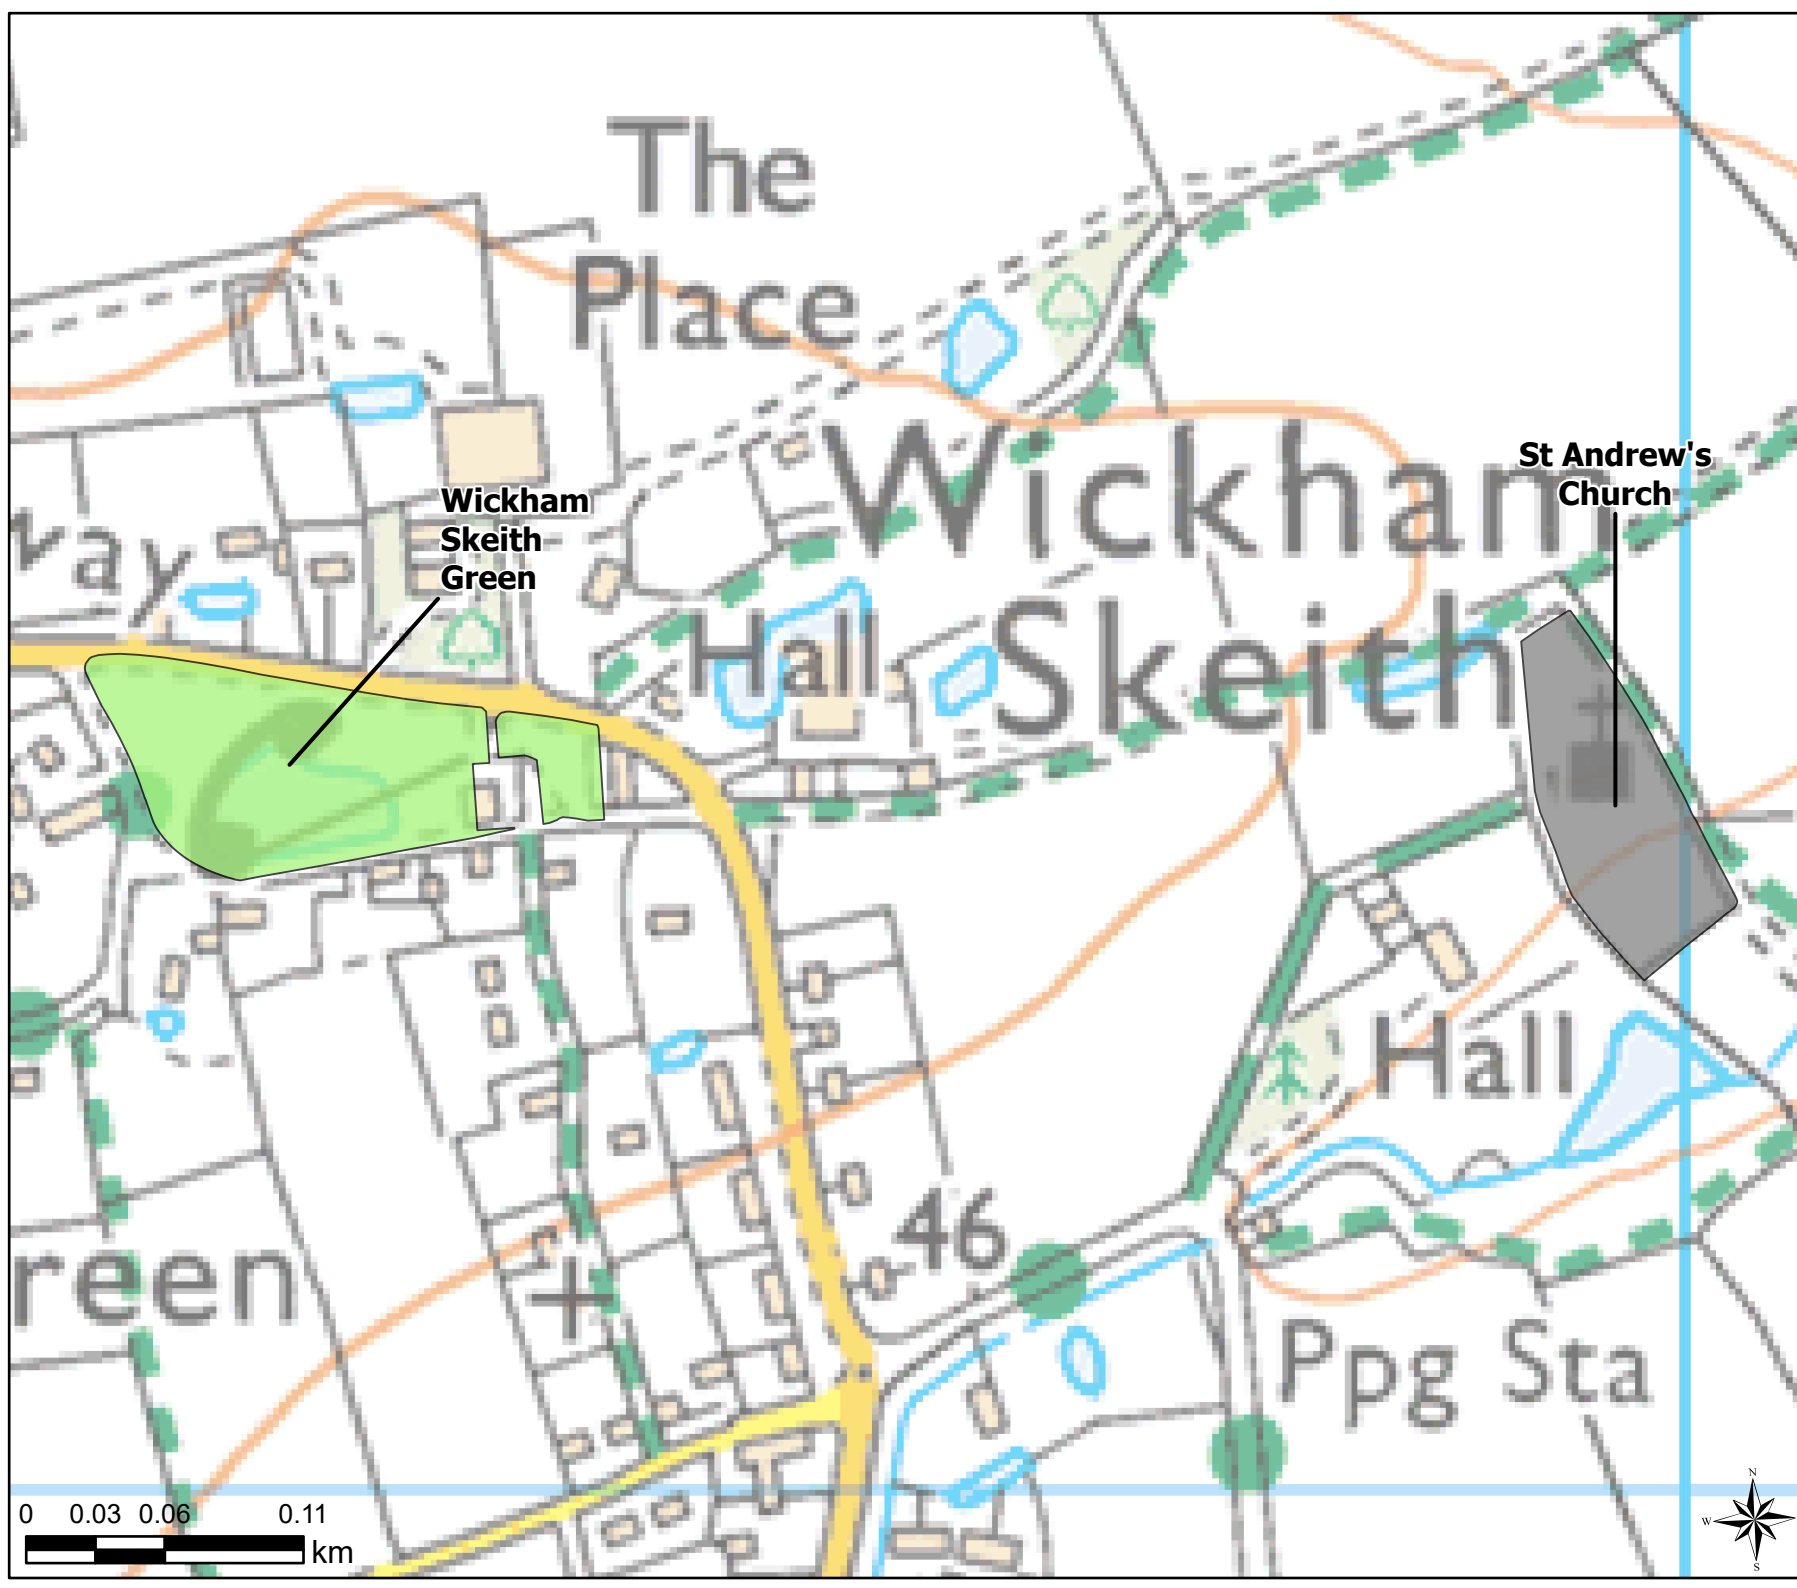 The
Place
Wickham
Skeith
St Andrew's
Church
Wickham
Skeith
Green
way
Hall
Hall
46
reen
Ppg Sta
0 0.03 0.06 0.11
km
N
W
S